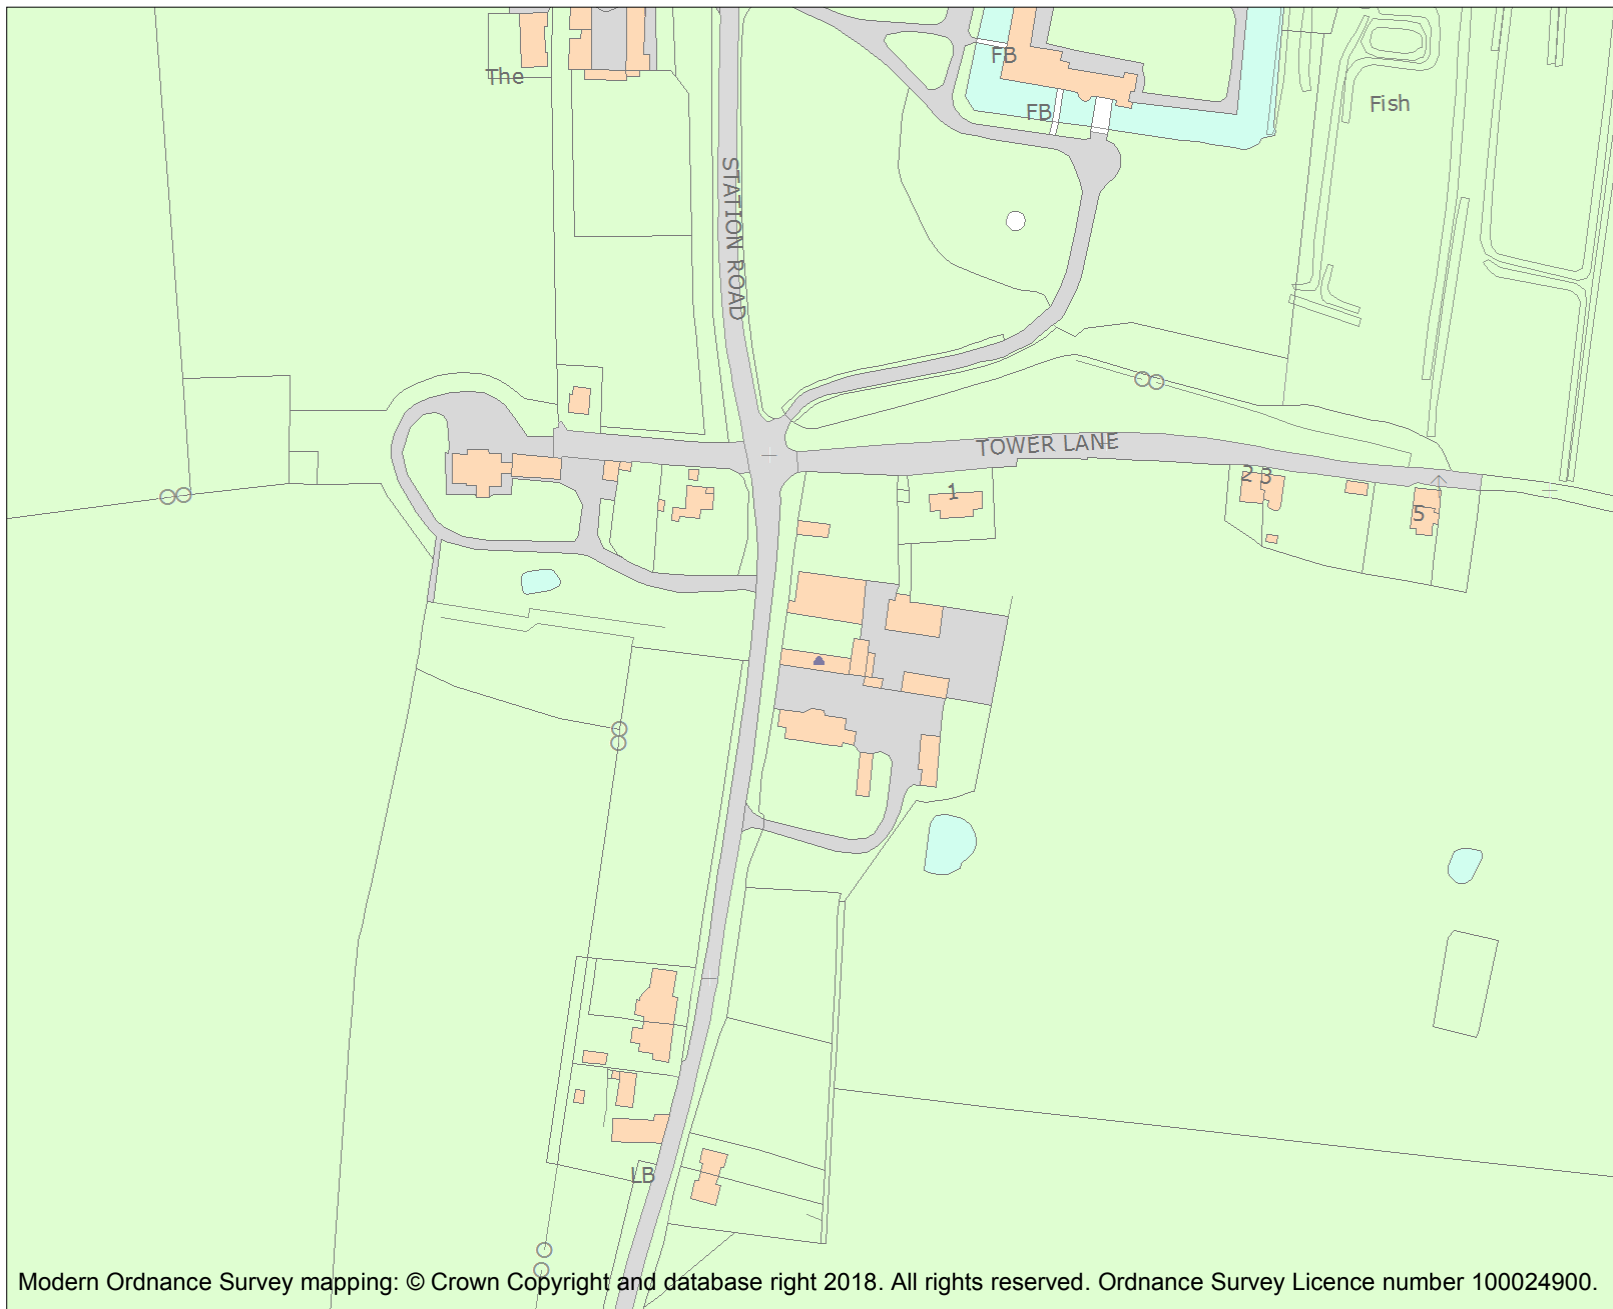 FB
The
Fish
FB
STATION ROAD
TOWER LANE
2 3
1
5
LB
Modern Ordnance Survey mapping: © Crown Copyright and database right 2018. All rights reserved. Ordnance Survey Licence number 100024900.